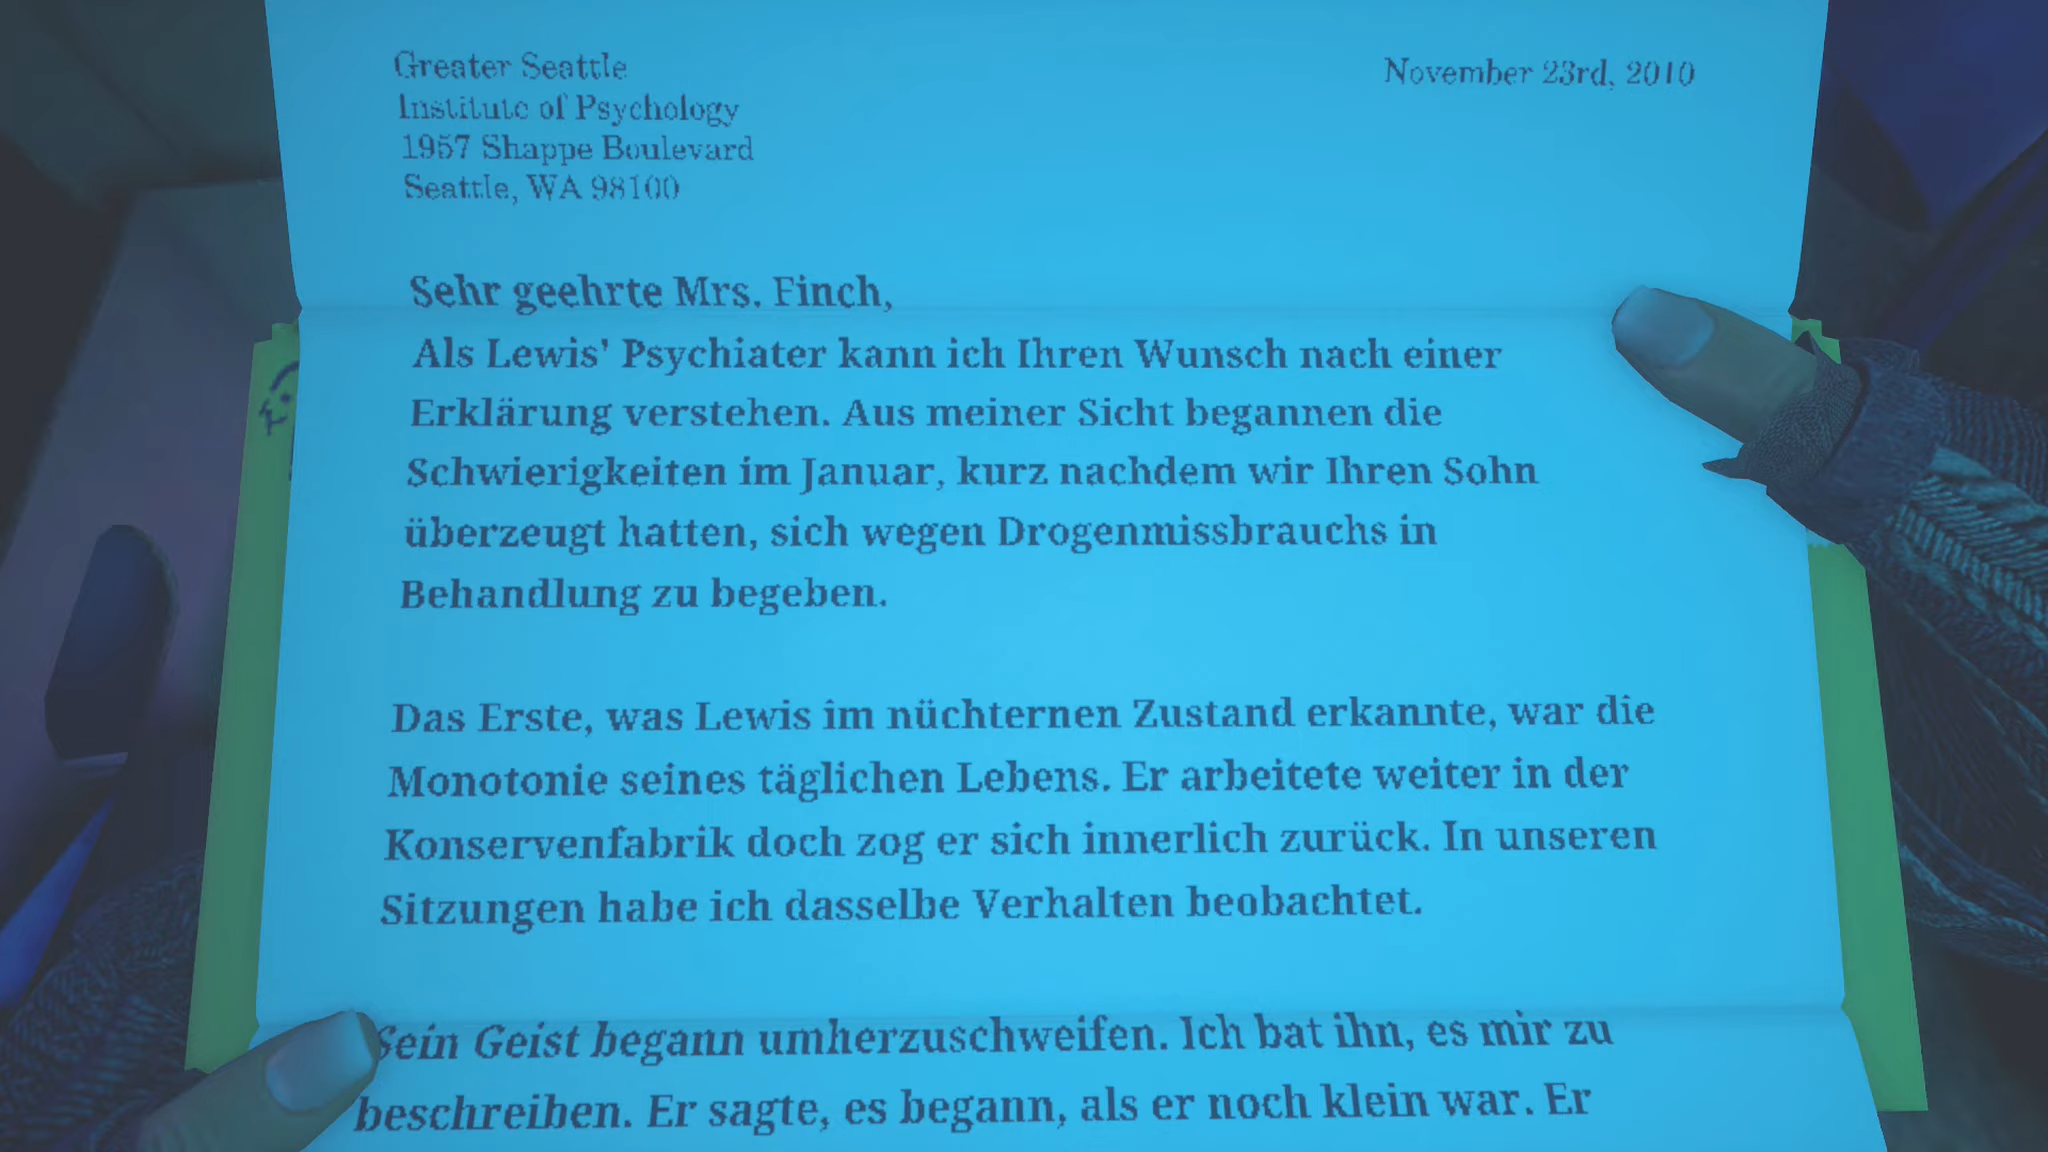 Greater Seattle
Institute of Psychology
1957 Shappe Boulevard
Seattle, WA 98100
November 23rd, 2010
Sehr geehrte Mrs. Finch,
Als Lewis' Psychiater kann ich Ihren Wunsch nach einer
Erklärung verstehen. Aus meiner Sicht begannen die
Schwierigkeiten im Januar, kurz nachdem wir Ihren Sohn
überzeugt hatten, sich wegen Drogenmissbrauchs in
Behandlung zu begeben.
Das Erste, was Lewis im nüchternen Zustand erkannte, war die
Monotonie seines täglichen Lebens. Er arbeitete weiter in der
Konservenfabrik doch zog er sich innerlich zurück. In unseren
Sitzungen habe ich dasselbe Verhalten beobachtet.
Sein Geist begann umherzuschweifen. Ich bat ihn, es mir zu
beschreiben. Er sagte, es begann, als er noch klein war. Er